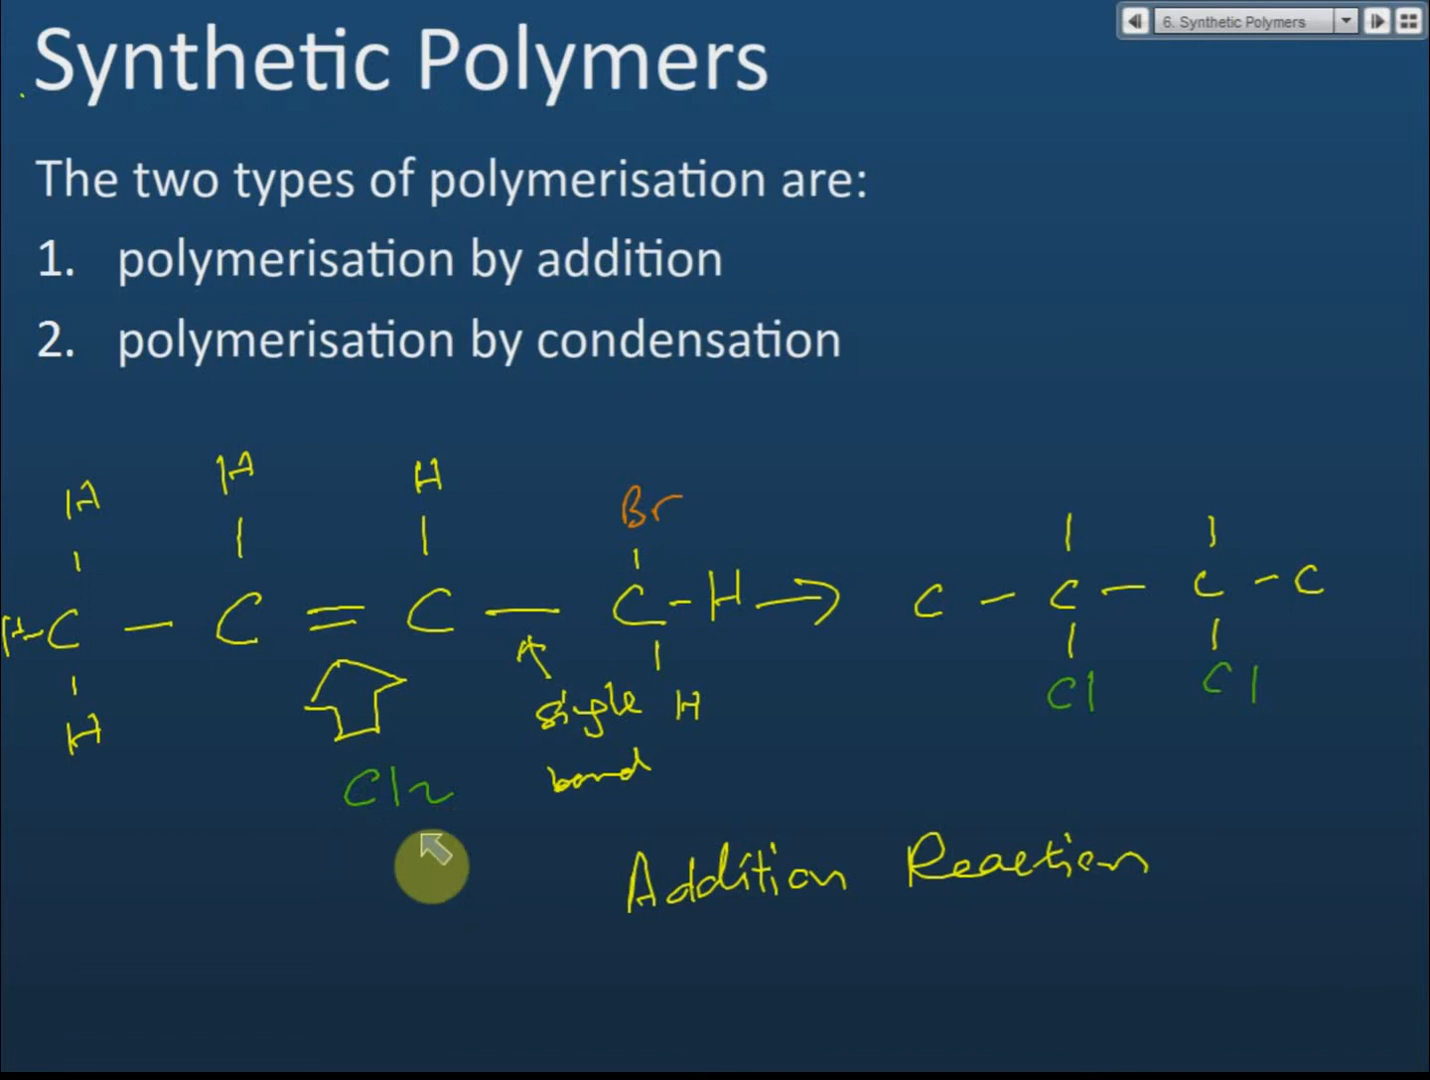 6. Synthetic Polymers
Synthetic Polymers
The two types of polymerisation are:
1. polymerisation by addition
2. polymerisation by condensation
H H H Br
H-C - C = C - C-H → C - C - C - C
H H
single
bond
Cl Cl
Cl2
Addition Reaction